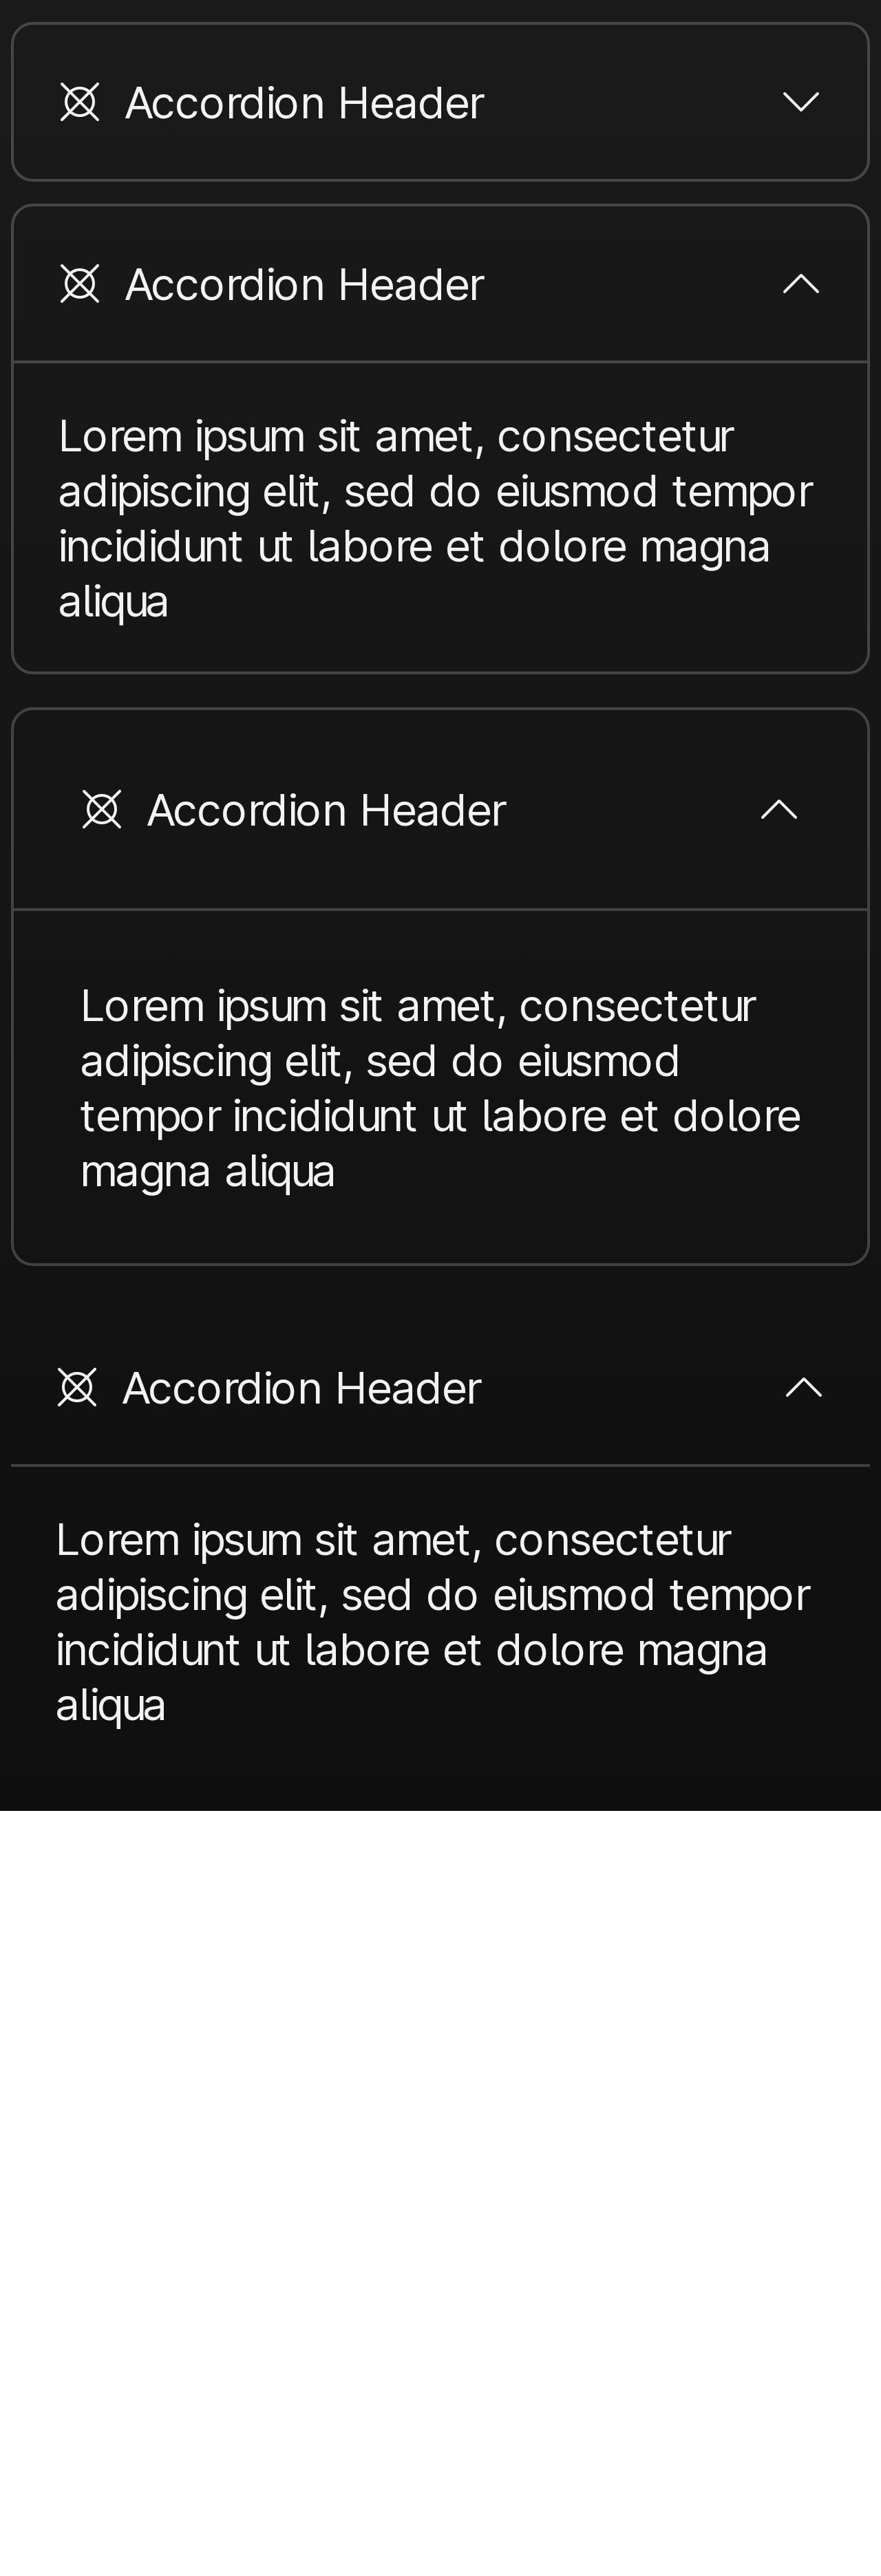 Accordion Header
Accordion Header
Lorem ipsum sit amet, consectetur
adipiscing elit, sed do eiusmod tempor
incididunt ut labore et dolore magna
aliqua
Accordion Header
Lorem ipsum sit amet, consectetur
adipiscing elit, sed do eiusmod
tempor incididunt ut labore et dolore
magna aliqua
Accordion Header
Lorem ipsum sit amet, consectetur
adipiscing elit, sed do eiusmod tempor
incididunt ut labore et dolore magna
aliqua